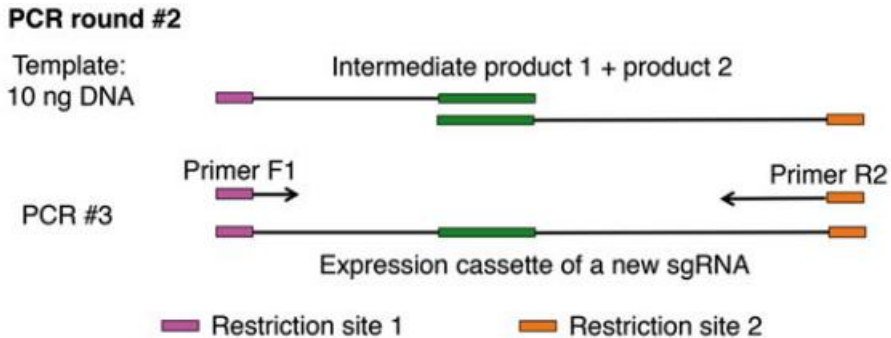 PCR round #2
Template:
10 ng DNA
Intermediate product 1 + product 2
Primer F1
Primer R2
PCR #3
Expression cassette of a new sgRNA
Restriction site 1
Restriction site 2